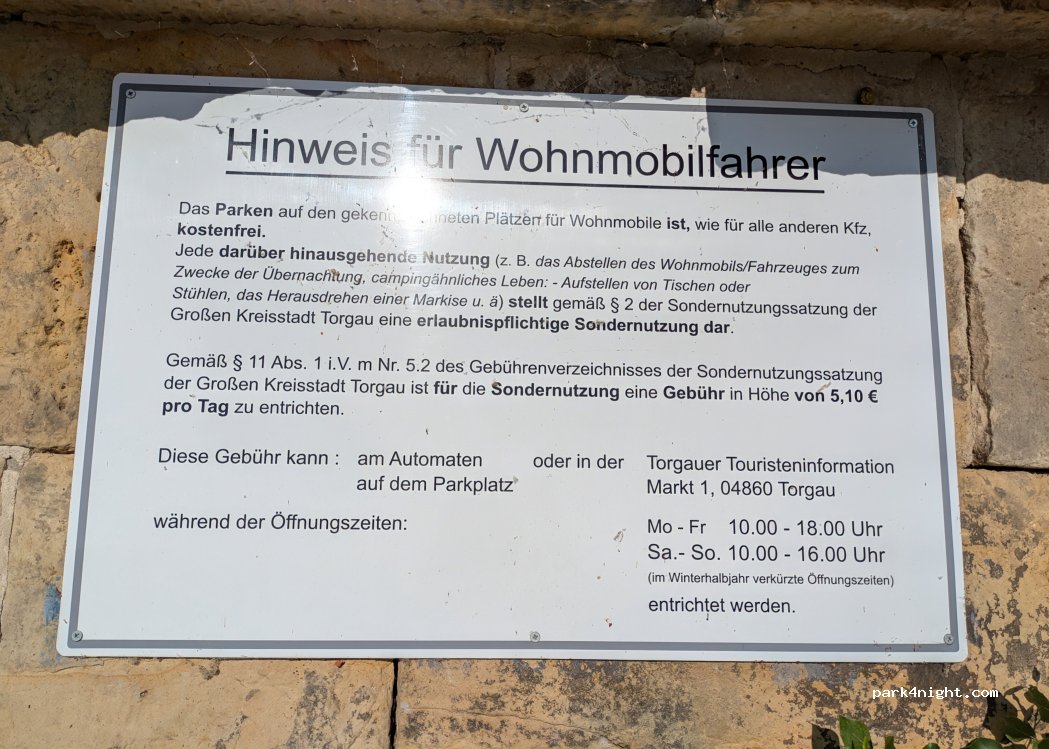 Hinweis für Wohnmobilfahrer
Das Parken auf den gekennzeichneten Plätzen für Wohnmobile ist, wie für alle anderen Kfz,
kostenfrei.
Jede darüber hinausgehende Nutzung (z. B. das Abstellen des Wohnmobils/Fahrzeuges zum
Zwecke der Übernachtung, campingähnliches Leben: - Aufstellen von Tischen oder
Stühlen, das Herausdrehen einer Markise u. ä) stellt gemäß § 2 der Sondernutzungssatzung der
Großen Kreisstadt Torgau eine erlaubnispflichtige Sondernutzung dar.
Gemäß § 11 Abs. 1 i.V. m Nr. 5.2 des Gebührenverzeichnisses der Sondernutzungssatzung
der Großen Kreisstadt Torgau ist für die Sondernutzung eine Gebühr in Höhe von 5,10 €
pro Tag zu entrichten.
Diese Gebühr kann : am Automaten oder in der Torgauer Touristeninformation
auf dem Parkplatz Markt 1, 04860 Torgau
während der Öffnungszeiten: Mo - Fr 10.00 - 18.00 Uhr
Sa.- So. 10.00 - 16.00 Uhr
(im Winterhalbjahr verkürzte Öffnungszeiten)
entrichtet werden.
park4night.com